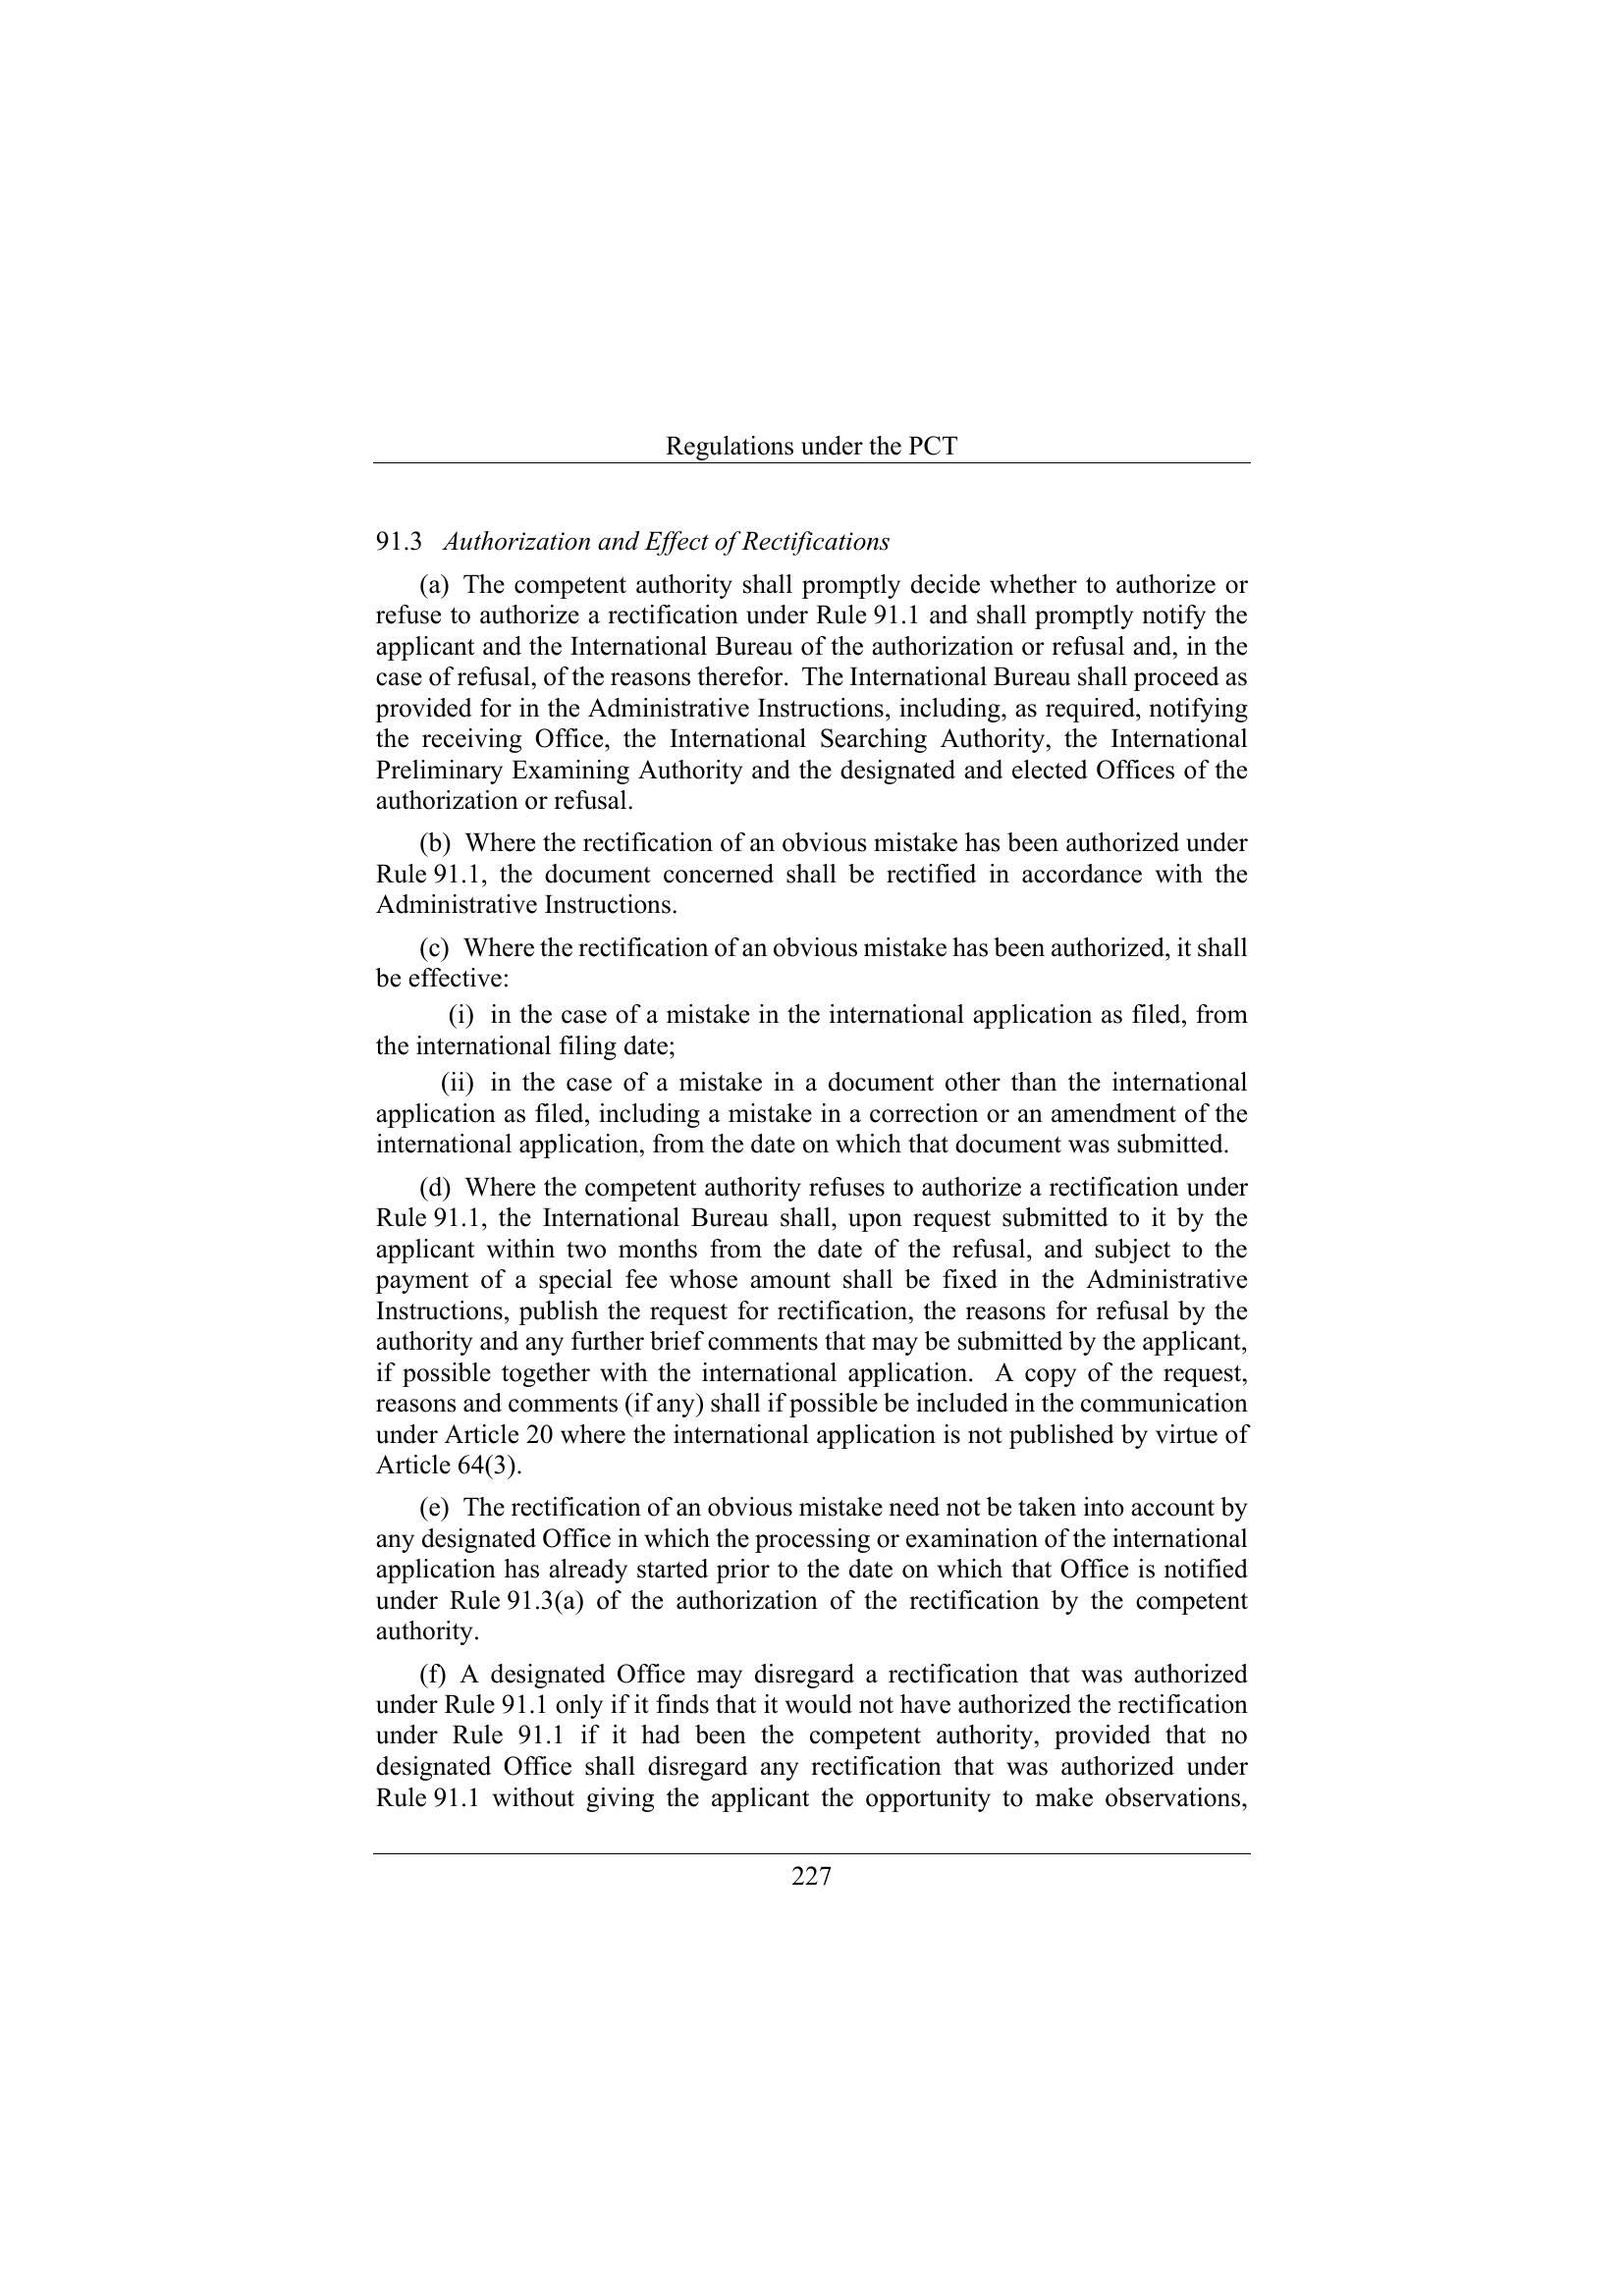 Regulations under the PCT
91.3 Authorization and Effect of Rectifications
(a) The competent authority shall promptly decide whether to authorize or
refuse to authorize a rectification under Rule 91.1 and shall promptly notify the
applicant and the International Bureau of the authorization or refusal and, in the
case of refusal, of the reasons therefor. The International Bureau shall proceed as
provided for in the Administrative Instructions, including, as required, notifying
the receiving Office, the International Searching Authority, the International
Preliminary Examining Authority and the designated and elected Offices of the
authorization or refusal.
(b) Where the rectification of an obvious mistake has been authorized under
Rule 91.1, the document concerned shall be rectified in accordance with the
Administrative Instructions.
(c) Where the rectification of an obvious mistake has been authorized, it shall
be effective:
(i) in the case of a mistake in the international application as filed, from
the international filing date;
(ii) in the case of a mistake in a document other than the international
application as filed, including a mistake in a correction or an amendment of the
international application, from the date on which that document was submitted.
(d) Where the competent authority refuses to authorize a rectification under
Rule 91.1, the International Bureau shall, upon request submitted to it by the
applicant within two months from the date of the refusal, and subject to the
payment of a special fee whose amount shall be fixed in the Administrative
Instructions, publish the request for rectification, the reasons for refusal by the
authority and any further brief comments that may be submitted by the applicant,
if possible together with the international application. A copy of the request,
reasons and comments (if any) shall if possible be included in the communication
under Article 20 where the international application is not published by virtue of
Article 64(3).
(e) The rectification of an obvious mistake need not be taken into account by
any designated Office in which the processing or examination of the international
application has already started prior to the date on which that Office is notified
under Rule 91.3(a) of the authorization of the rectification by the competent
authority.
(f) A designated Office may disregard a rectification that was authorized
under Rule 91.1 only if it finds that it would not have authorized the rectification
under Rule 91.1 if it had been the competent authority, provided that no
designated Office shall disregard any rectification that was authorized under
Rule 91.1 without giving the applicant the opportunity to make observations,
227